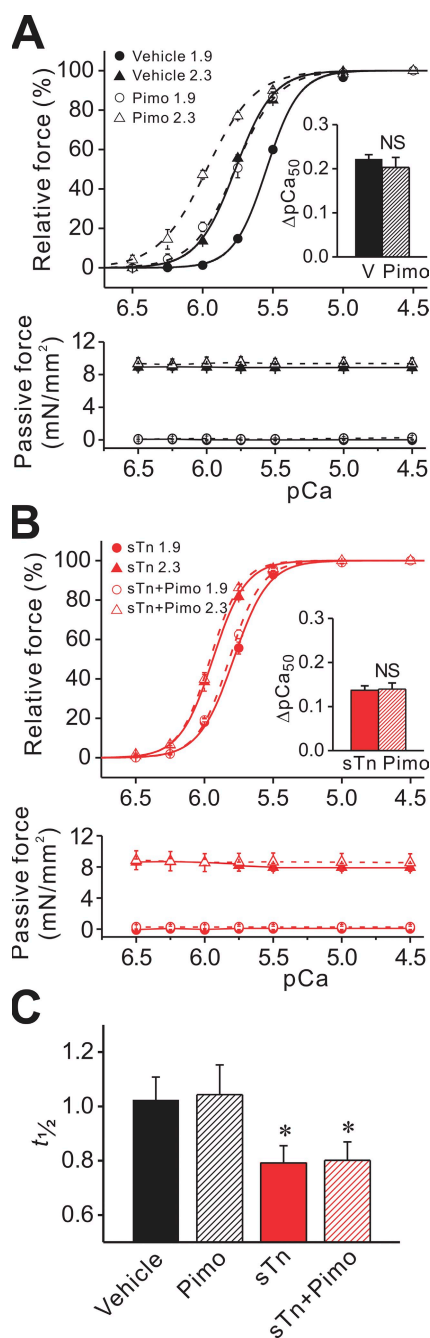 A
Vehicle 1.9
Vehicle 2.3
Pimo 1.9
Pimo 2.3
Relative force (%)
100
80
60
40
20
0
6.5 6.0 5.5 5.0 4.5
ΔpCa50
0.3
0.2
0.1
0.0
NS
V Pimo
Passive force
(mN/mm²)
12
8
4
0
6.5 6.0 5.5 5.0 4.5
pCa
B
sTn 1.9
sTn 2.3
sTn+Pimo 1.9
sTn+Pimo 2.3
Relative force (%)
100
80
60
40
20
0
6.5 6.0 5.5 5.0 4.5
ΔpCa50
0.3
0.2
0.1
0.0
NS
sTn Pimo
Passive force
(mN/mm²)
12
8
4
0
6.5 6.0 5.5 5.0 4.5
pCa
C
t½
1.2
1.0
0.8
0.6
* *
Vehicle
Pimo
sTn
sTn+Pimo